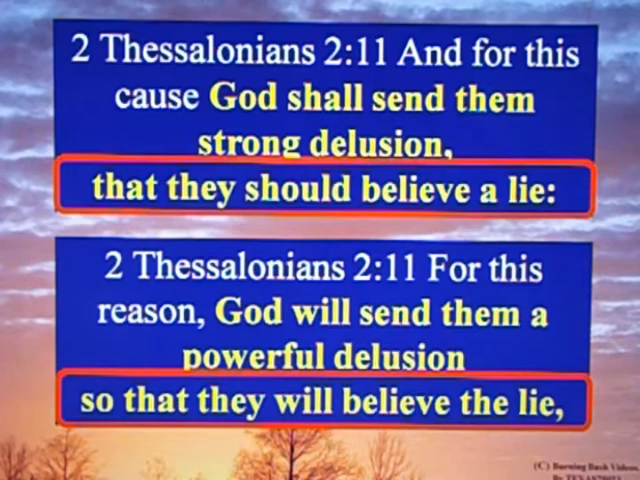 2 Thessalonians 2:11 And for this
cause God shall send them
strong delusion,
that they should believe a lie:
2 Thessalonians 2:11 For this
reason, God will send them a
powerful delusion
so that they will believe the lie,
(C) Burning Bush Videos
By